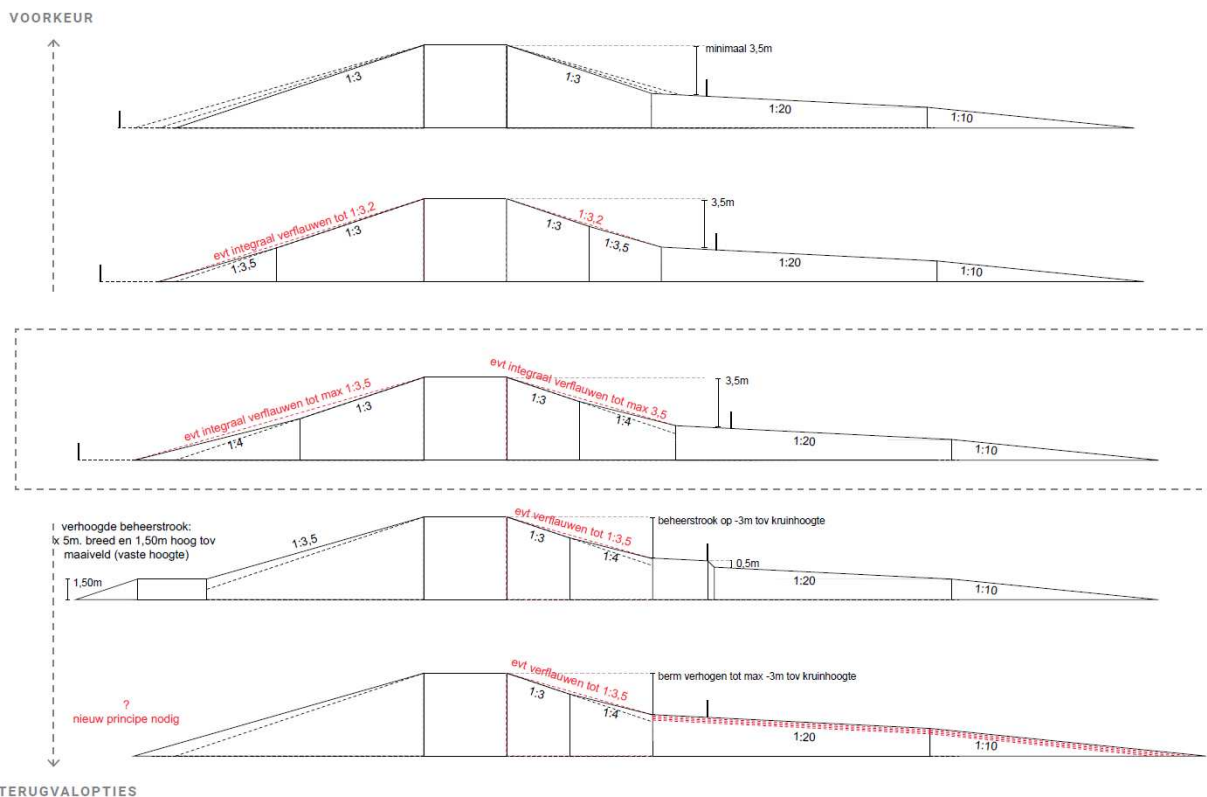 VOORKEUR
minimaal 3,5m
1:3
1:3
1:20
1:10
evt integraal verflauwen tot 1:3,2
1:3
1:3,5
1:3,2
1:3
1:3,5
3,5m
1:20
1:10
evt integraal verflauwen tot max 1:3,5
1:3
1:4
evt integraal verflauwen tot max 3,5
1:3
1:4
3,5m
1:20
1:10
verhoogde beheerstrook:
x 5m. breed en 1,50m hoog tov
maaiveld (vaste hoogte)
1,50m
1:3,5
evt verflauwen tot 1:3,5
1:3
1:4
beheerstrook op -3m tov kruinhoogte
0,5m
1:20
1:10
?
nieuw principe nodig
evt verflauwen tot 1:3,5
1:3
1:4
berm verhogen tot max -3m tov kruinhoogte
1:20
1:10
TERUGVALOPTIES